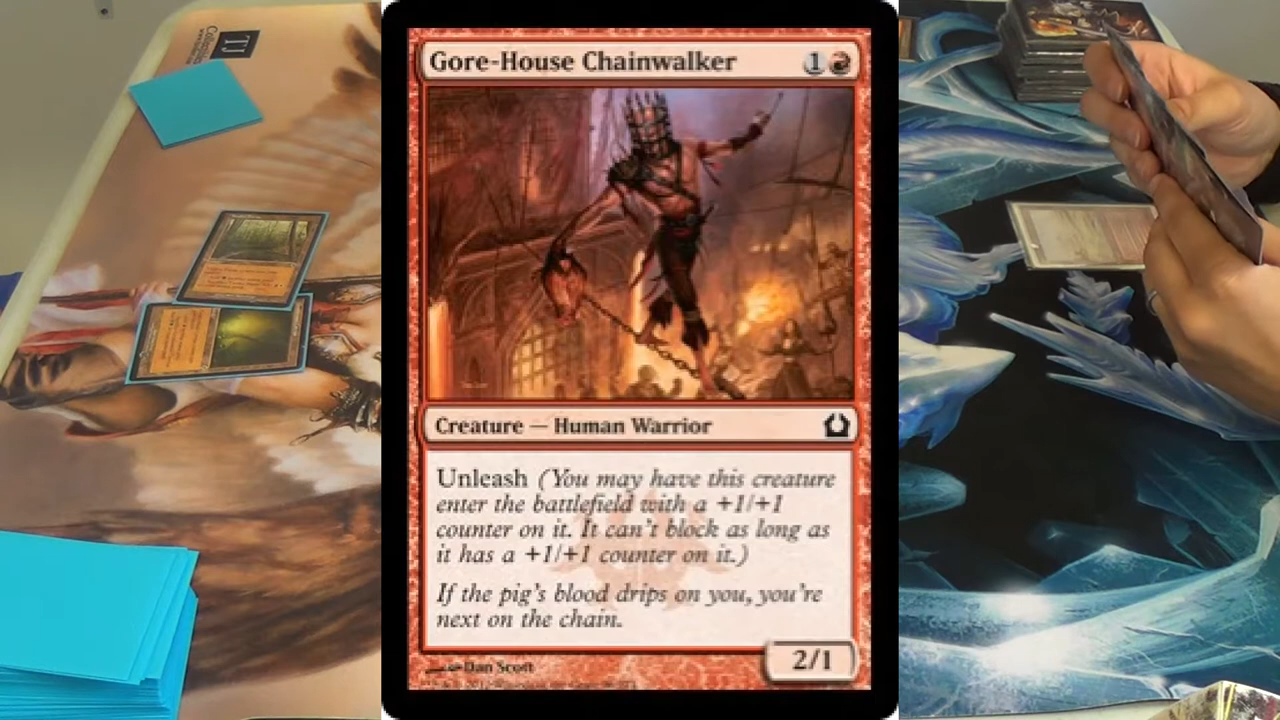 TJ
Gore-House Chainwalker
1
Creature — Human Warrior
Unleash (You may have this creature
enter the battlefield with a +1/+1
counter on it. It can't block as long as
it has a +1/+1 counter on it.)
If the pig's blood drips on you, you're
next on the chain.
Dan Scott
2/1